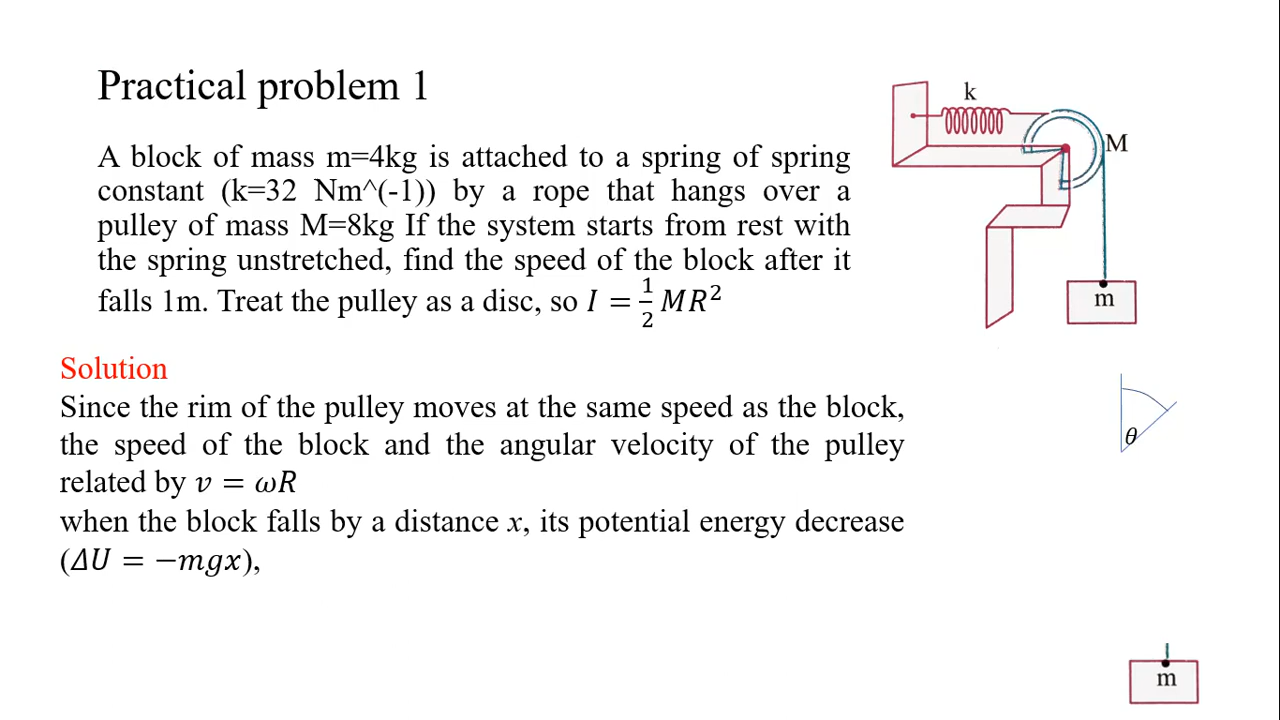 Practical problem 1
k
M
A block of mass m=4kg is attached to a spring of spring
constant (k=32 Nm^(-1)) by a rope that hangs over a
pulley of mass M=8kg If the system starts from rest with
the spring unstretched, find the speed of the block after it
falls 1m. Treat the pulley as a disc, so 𝐼 = 1/2 𝑀𝑅²
m
Solution
Since the rim of the pulley moves at the same speed as the block,
the speed of the block and the angular velocity of the pulley
related by 𝑣 = 𝜔𝑅
when the block falls by a distance x, its potential energy decrease
(𝛥𝑈 = −𝑚𝑔𝑥),
θ
m